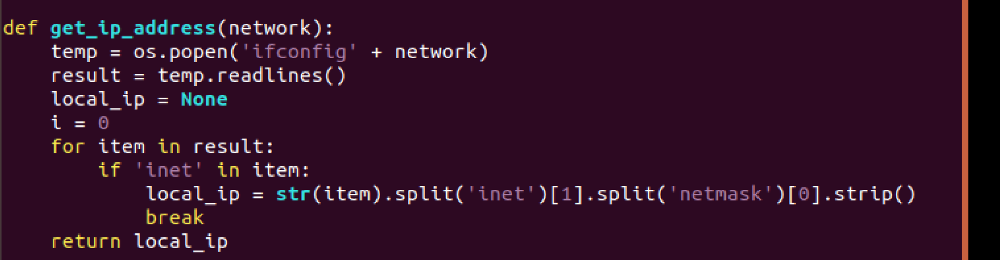 def get_ip_address(network):
    temp = os.popen('ifconfig' + network)
    result = temp.readlines()
    local_ip = None
    i = 0
    for item in result:
        if 'inet' in item:
            local_ip = str(item).split('inet')[1].split('netmask')[0].strip()
            break
    return local_ip